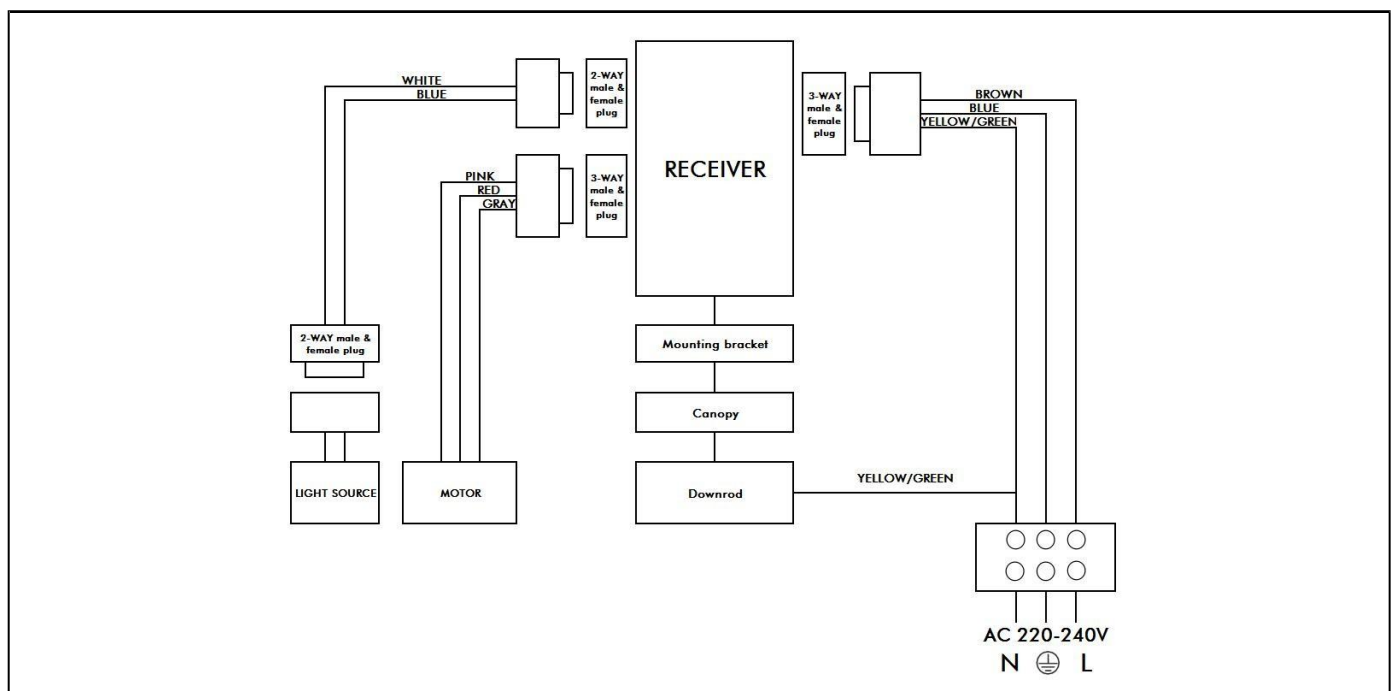 WHITE
BLUE
2-WAY
male &
female
plug
PINK
RED
GRAY
3-WAY
male &
female
plug
RECEIVER
3-WAY
male &
female
plug
BROWN
BLUE
YELLOW/GREEN
2-WAY male &
female plug
Mounting bracket
Canopy
LIGHT SOURCE
MOTOR
Downrod
YELLOW/GREEN
AC 220-240V
N L